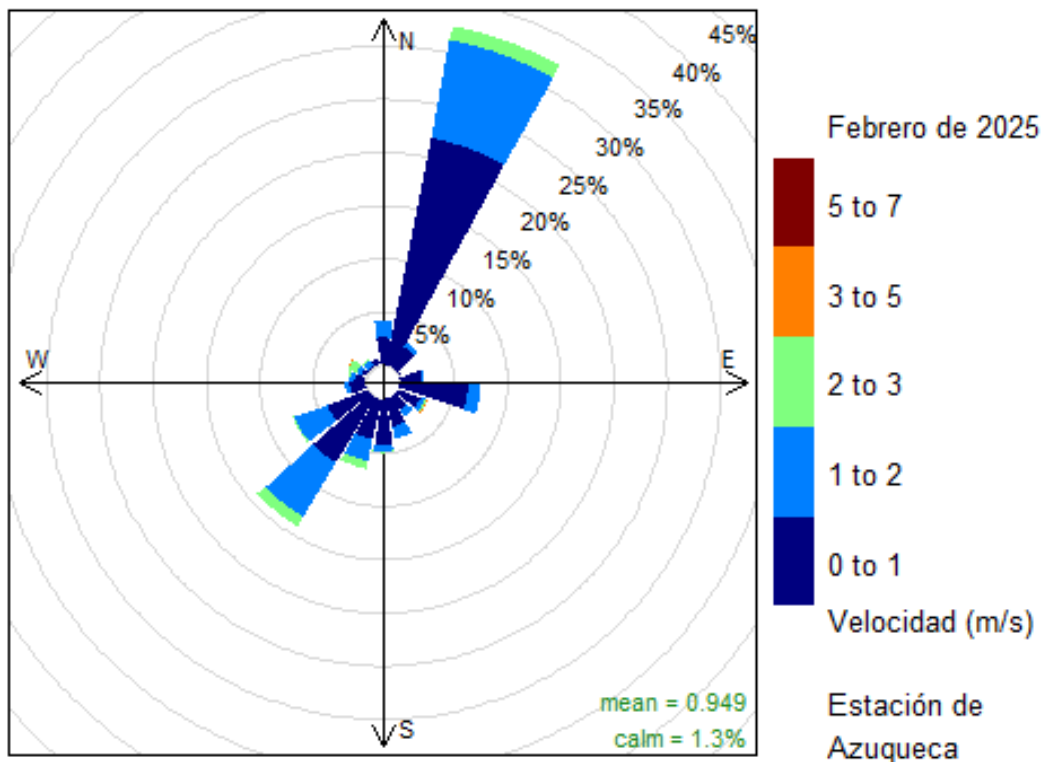 N
45%
40%
35%
30%
25%
20%
15%
10%
5%
W
E
S
mean = 0.949
calm = 1.3%
Febrero de 2025
5 to 7
3 to 5
2 to 3
1 to 2
0 to 1
Velocidad (m/s)
Estación de
Azuqueca